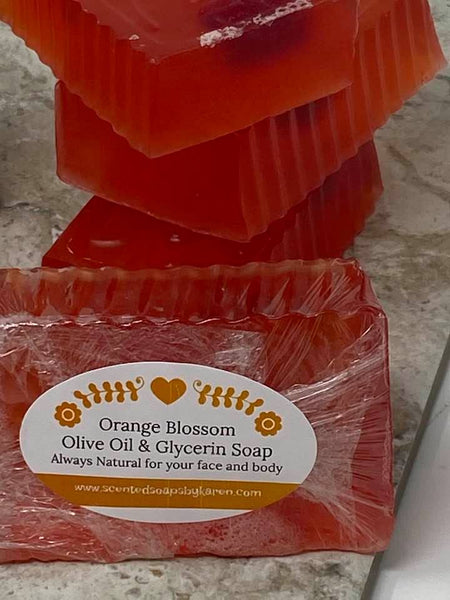 Orange Blossom
Olive Oil & Glycerin Soap
Always Natural for your face and body
www.scentedsoapsbykaren.com